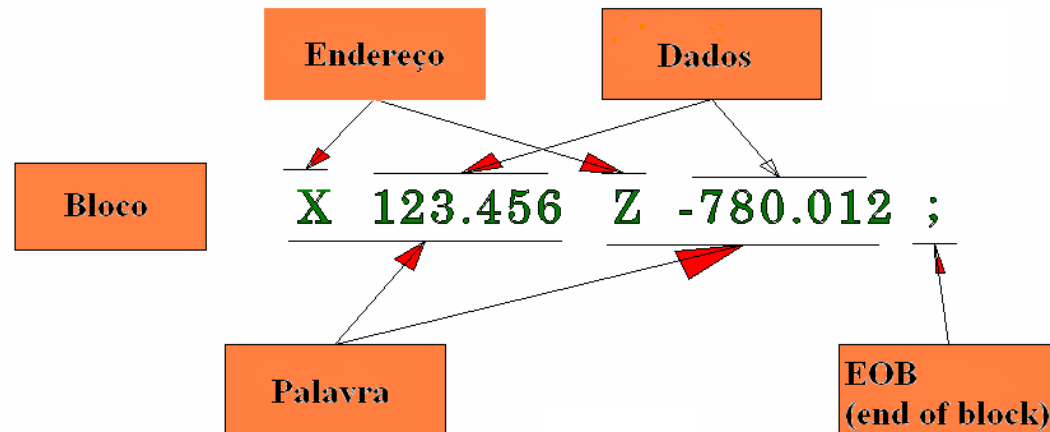 Endereço
Dados
Bloco
X 123.456 Z -780.012 ;
Palavra
EOB
(end of block)